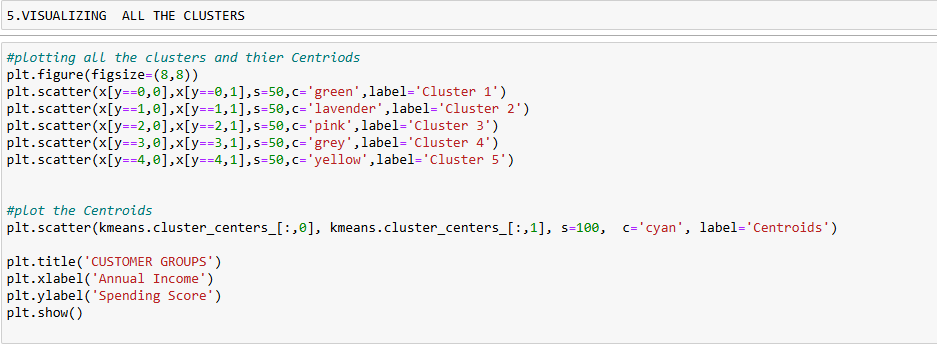 5.VISUALIZING  ALL THE CLUSTERS
#plotting all the clusters and thier Centriods
plt.figure(figsize=(8,8))
plt.scatter(x[y==0,0],x[y==0,1],s=50,c='green',label='Cluster 1')
plt.scatter(x[y==1,0],x[y==1,1],s=50,c='lavender',label='Cluster 2')
plt.scatter(x[y==2,0],x[y==2,1],s=50,c='pink',label='Cluster 3')
plt.scatter(x[y==3,0],x[y==3,1],s=50,c='grey',label='Cluster 4')
plt.scatter(x[y==4,0],x[y==4,1],s=50,c='yellow',label='Cluster 5')
#plot the Centroids
plt.scatter(kmeans.cluster_centers_[:,0], kmeans.cluster_centers_[:,1], s=100,  c='cyan', label='Centroids')
plt.title('CUSTOMER GROUPS')
plt.xlabel('Annual Income')
plt.ylabel('Spending Score')
plt.show()